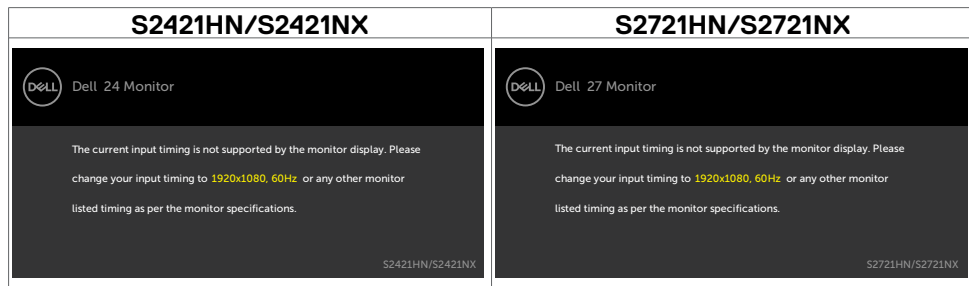 S2421HN/S2421NX
S2721HN/S2721NX
DELL
Dell 24 Monitor
The current input timing is not supported by the monitor display. Please
change your input timing to 1920x1080, 60Hz or any other monitor
listed timing as per the monitor specifications.
S2421HN/S2421NX
DELL
Dell 27 Monitor
The current input timing is not supported by the monitor display. Please
change your input timing to 1920x1080, 60Hz or any other monitor
listed timing as per the monitor specifications.
S2721HN/S2721NX